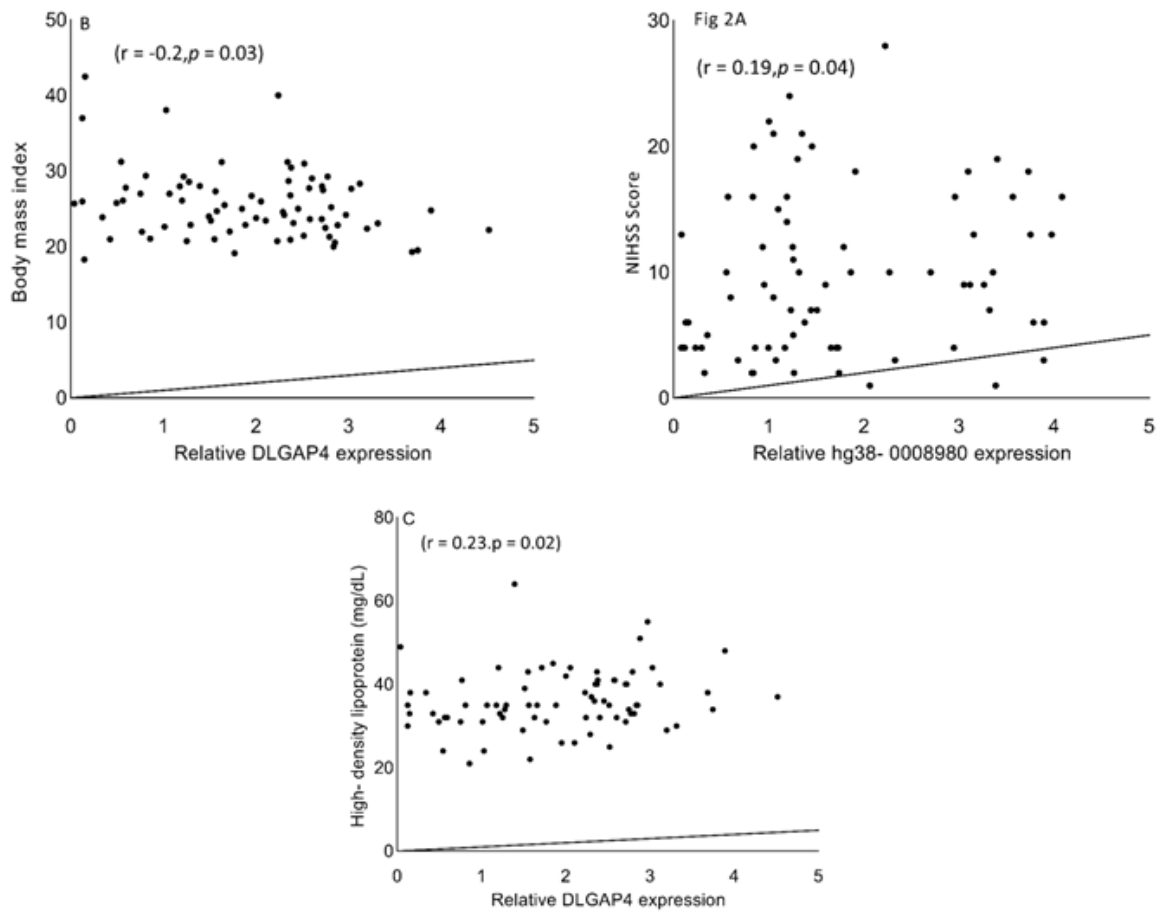 B
(r = -0.2,p = 0.03)
50
40
30
20
10
0
Body mass index
0 1 2 3 4 5
Relative DLGAP4 expression
Fig 2A
(r = 0.19,p = 0.04)
30
20
10
0
NIHSS Score
0 1 2 3 4 5
Relative hg38- 0008980 expression
C
(r = 0.23.p = 0.02)
80
60
40
20
0
High- density lipoprotein (mg/dL)
0 1 2 3 4 5
Relative DLGAP4 expression